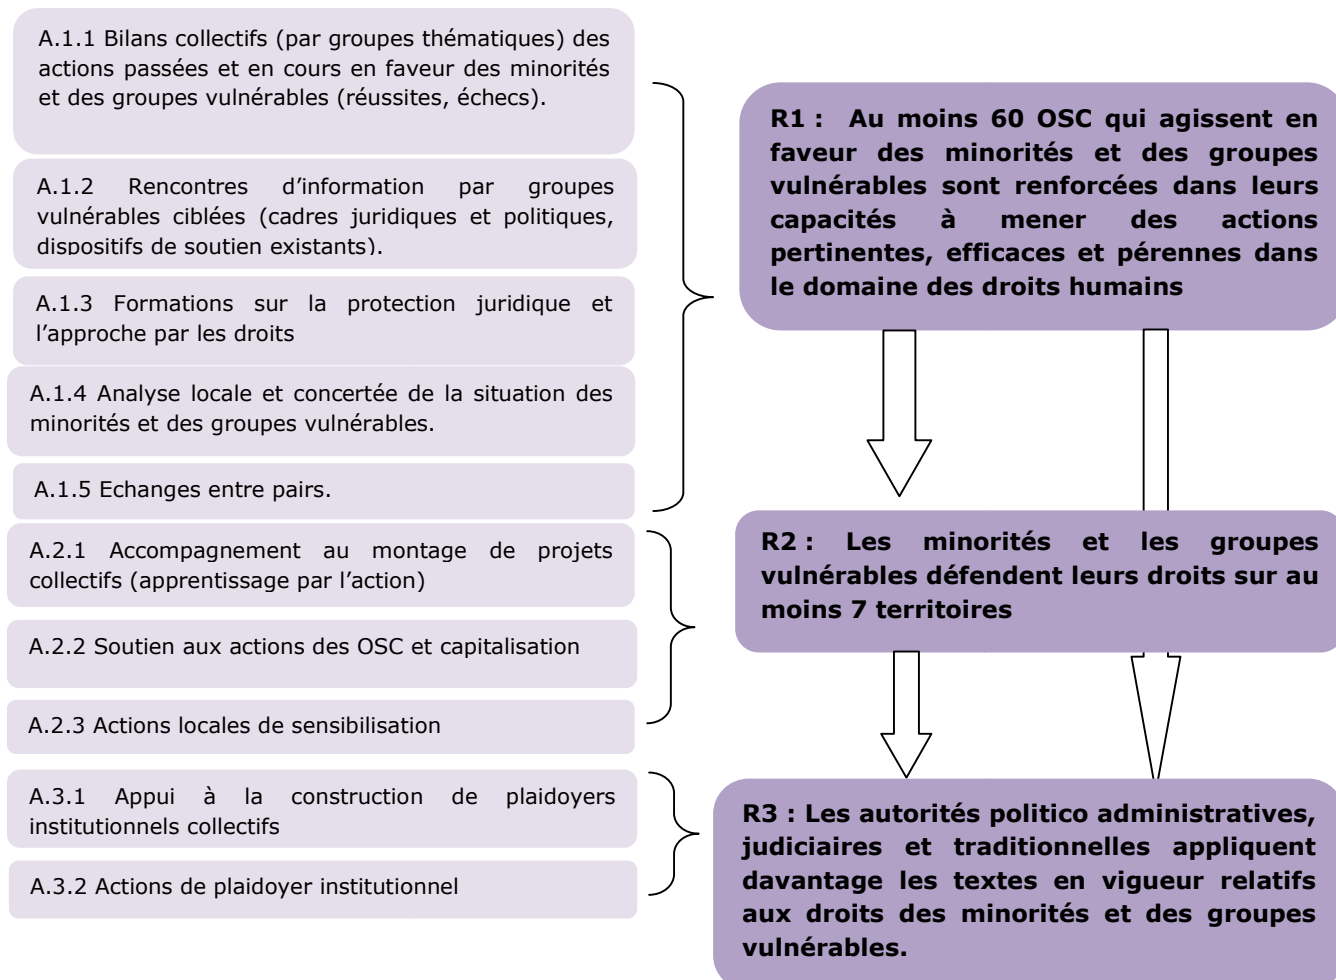 A.1.1 Bilans collectifs (par groupes thématiques) des
actions passées et en cours en faveur des minorités
et des groupes vulnérables (réussites, échecs).
A.1.2 Rencontres d’information par groupes
vulnérables ciblées (cadres juridiques et politiques,
dispositifs de soutien existants).
A.1.3 Formations sur la protection juridique et
l’approche par les droits
A.1.4 Analyse locale et concertée de la situation des
minorités et des groupes vulnérables.
A.1.5 Echanges entre pairs.
A.2.1 Accompagnement au montage de projets
collectifs (apprentissage par l’action)
A.2.2 Soutien aux actions des OSC et capitalisation
A.2.3 Actions locales de sensibilisation
A.3.1 Appui à la construction de plaidoyers
institutionnels collectifs
A.3.2 Actions de plaidoyer institutionnel
R1 : Au moins 60 OSC qui agissent en
faveur des minorités et des groupes
vulnérables sont renforcées dans leurs
capacités à mener des actions
pertinentes, efficaces et pérennes dans
le domaine des droits humains
R2 : Les minorités et les groupes
vulnérables défendent leurs droits sur au
moins 7 territoires
R3 : Les autorités politico administratives,
judiciaires et traditionnelles appliquent
davantage les textes en vigueur relatifs
aux droits des minorités et des groupes
vulnérables.